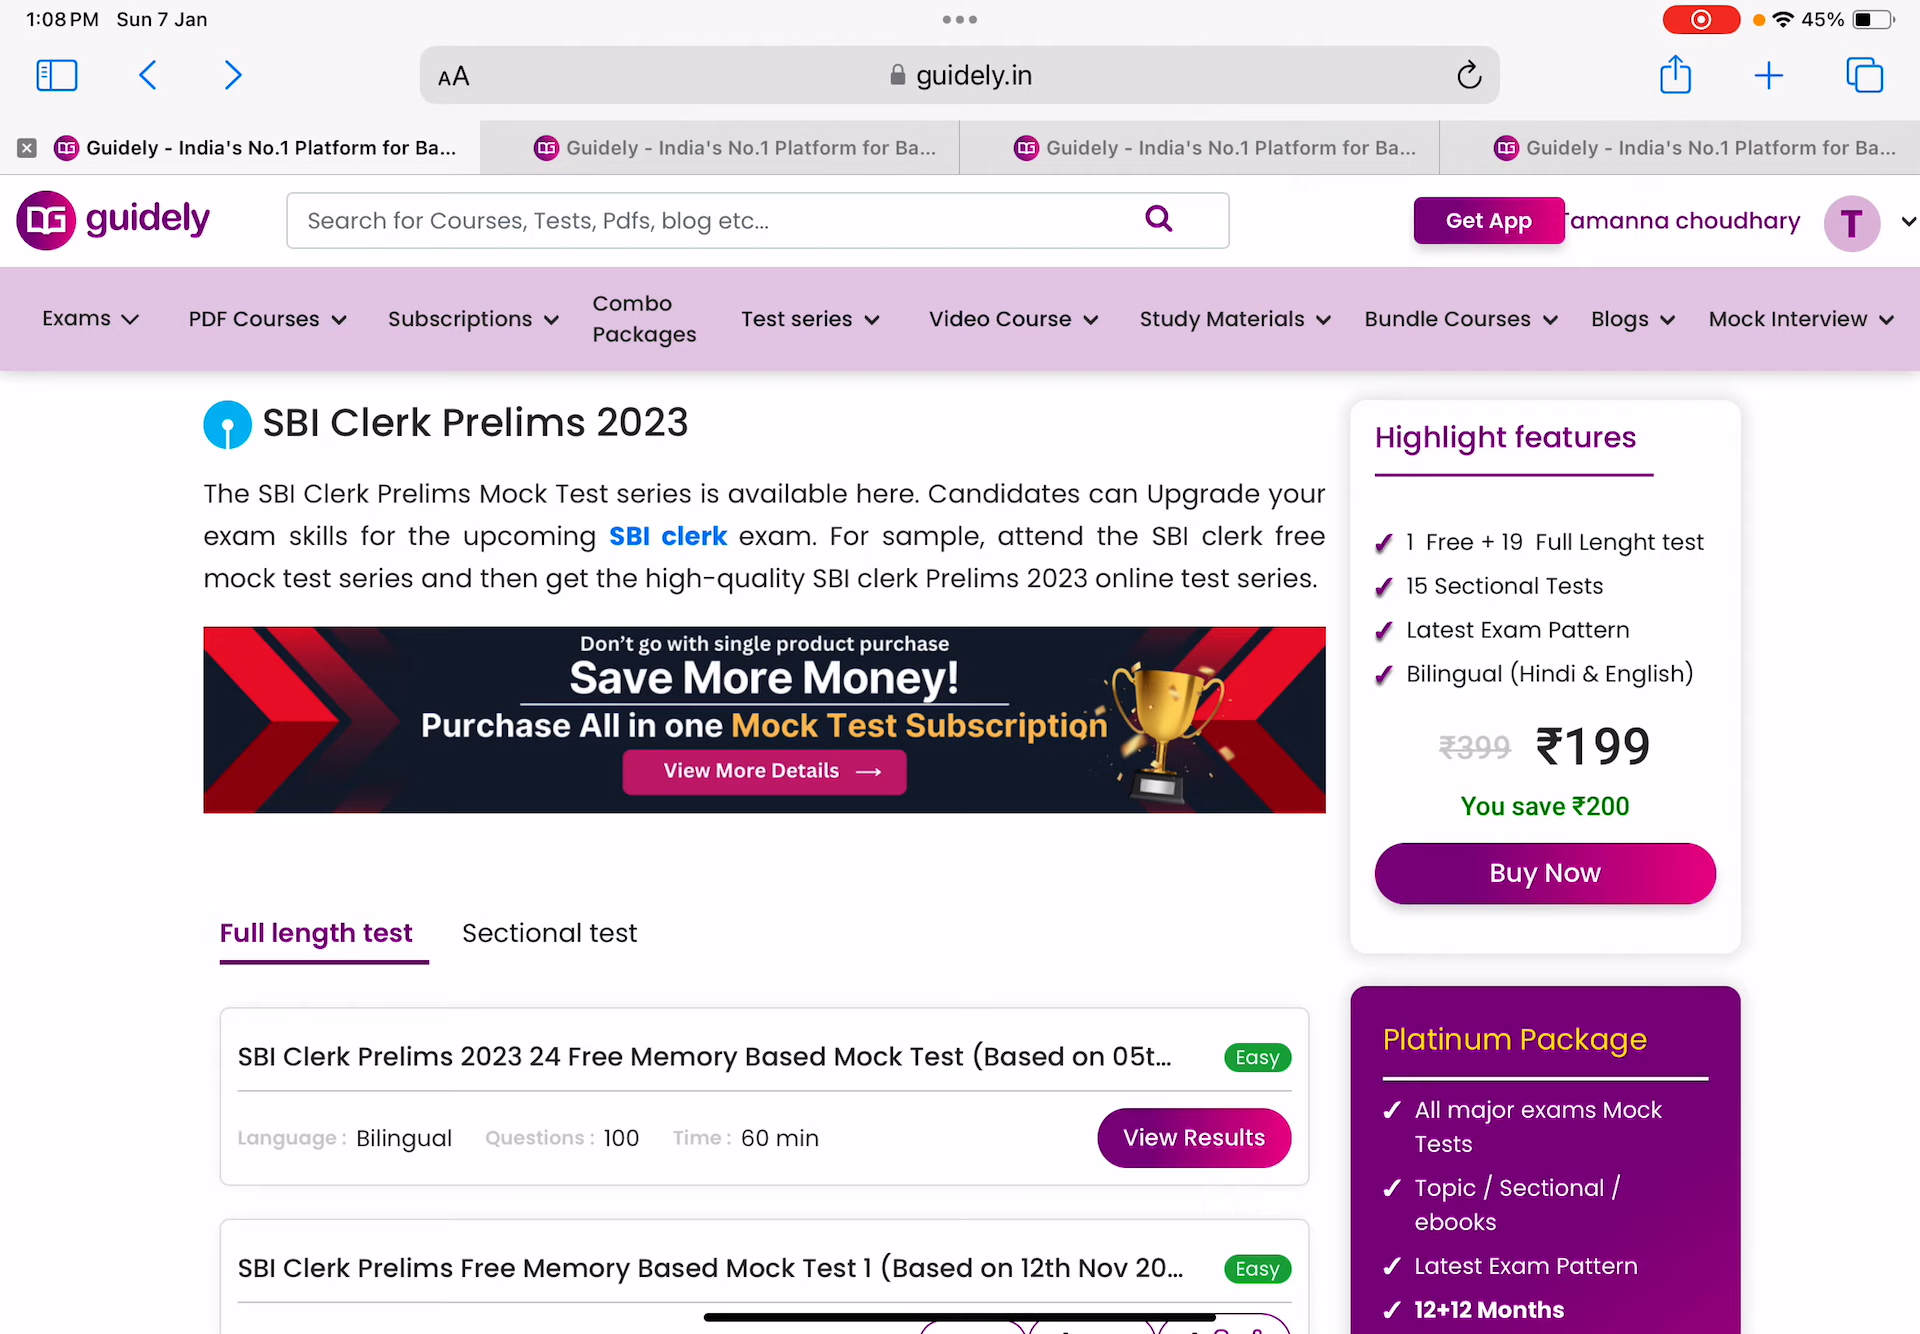 1:08 PM Sun 7 Jan
45%
AA
guidely.in
Guidely - India's No.1 Platform for Ba...
Guidely - India's No.1 Platform for Ba...
Guidely - India's No.1 Platform for Ba...
Guidely - India's No.1 Platform for Ba...
guidely
Search for Courses, Tests, Pdfs, blog etc...
Get App
amanna choudhary
T
Exams
PDF Courses
Subscriptions
Combo
Packages
Test series
Video Course
Study Materials
Bundle Courses
Blogs
Mock Interview
SBI Clerk Prelims 2023
The SBI Clerk Prelims Mock Test series is available here. Candidates can Upgrade your
exam skills for the upcoming SBI clerk exam. For sample, attend the SBI clerk free
mock test series and then get the high-quality SBI clerk Prelims 2023 online test series.
Don't go with single product purchase
Save More Money!
Purchase All in one Mock Test Subscription
View More Details →
Full length test
Sectional test
SBI Clerk Prelims 2023 24 Free Memory Based Mock Test (Based on 05t...
Easy
Language : Bilingual Questions : 100 Time : 60 min
View Results
SBI Clerk Prelims Free Memory Based Mock Test 1 (Based on 12th Nov 20...
Easy
Highlight features
✓ 1 Free + 19 Full Lenght test
✓ 15 Sectional Tests
✓ Latest Exam Pattern
✓ Bilingual (Hindi & English)
₹399 ₹199
You save ₹200
Buy Now
Platinum Package
✓ All major exams Mock
Tests
✓ Topic / Sectional /
ebooks
✓ Latest Exam Pattern
✓ 12+12 Months